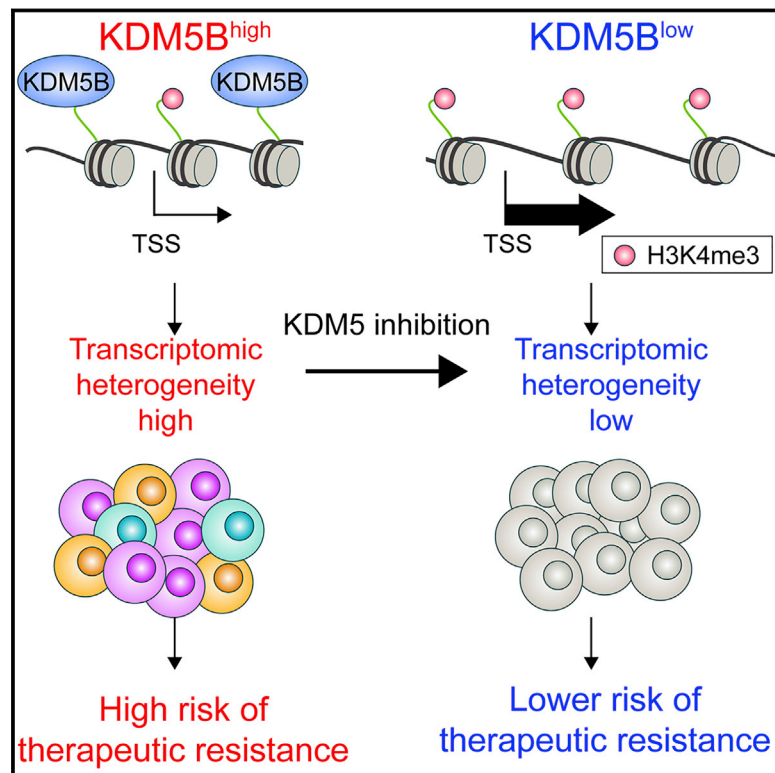 KDM5Bhigh
KDM5B
KDM5B
TSS
Transcriptomic
heterogeneity
high
High risk of
therapeutic resistance
KDM5 inhibition
KDM5Blow
TSS
H3K4me3
Transcriptomic
heterogeneity
low
Lower risk of
therapeutic resistance